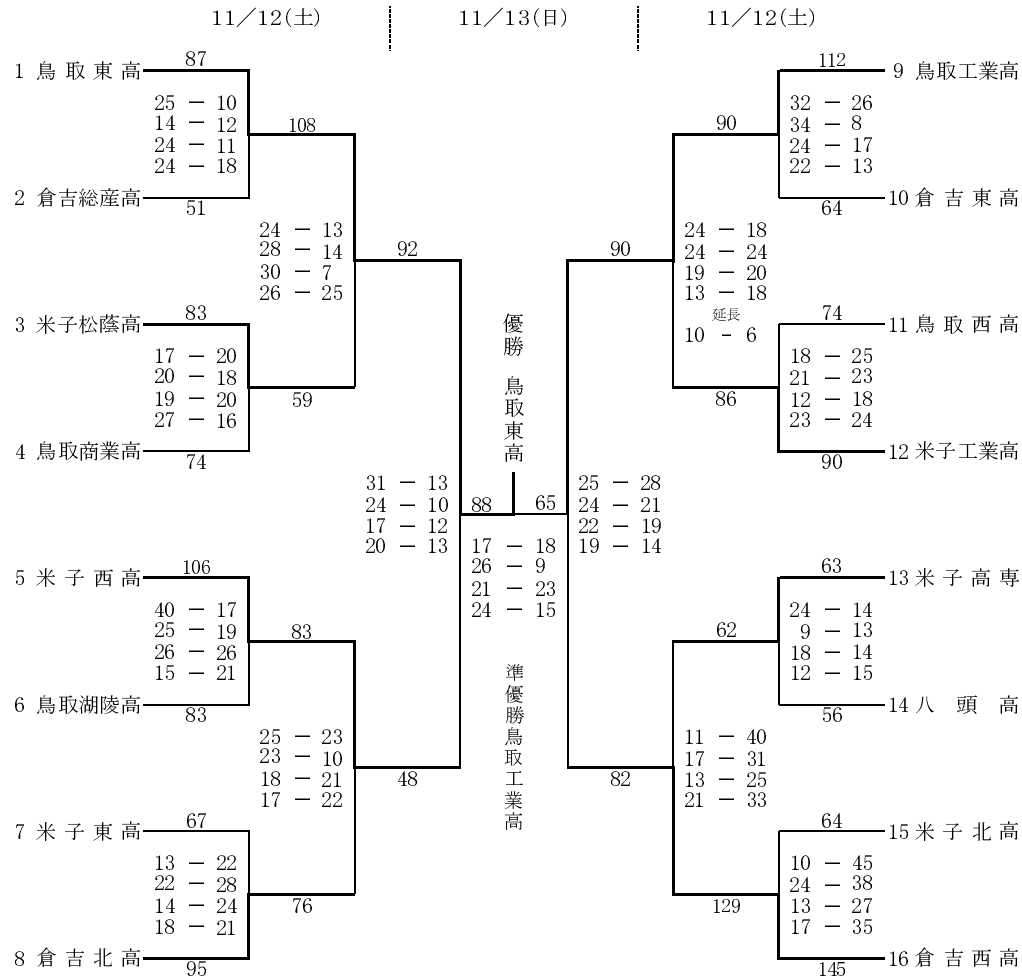 11／12(土)
11／13(日)
11／12(土)
1 鳥取東高
87
25 － 10
14 － 12
24 － 11
24 － 18
2 倉吉総産高
51
108
24 － 13
28 － 14
30 － 7
26 － 25
3 米子松蔭高
83
17 － 20
20 － 18
19 － 20
27 － 16
4 鳥取商業高
74
59
92
31 － 13
24 － 10
17 － 12
20 － 13
5 米子西高
106
40 － 17
25 － 19
26 － 26
15 － 21
6 鳥取湖陵高
83
83
25 － 23
23 － 10
18 － 21
17 － 22
7 米子東高
67
13 － 22
22 － 28
14 － 24
18 － 21
8 倉吉北高
95
76
48
優勝 鳥取東高
88
65
17 － 18
26 － 9
21 － 23
24 － 15
準優勝鳥取工業高
9 鳥取工業高
112
32 － 26
34 － 8
24 － 17
22 － 13
10 倉吉東高
64
90
24 － 18
24 － 24
19 － 20
13 － 18
延長
10 － 6
11 鳥取西高
74
18 － 25
21 － 23
12 － 18
23 － 24
12 米子工業高
90
86
90
25 － 28
24 － 21
22 － 19
19 － 14
13 米子高専
63
24 － 14
9 － 13
18 － 14
12 － 15
14 八頭高
56
62
11 － 40
17 － 31
13 － 25
21 － 33
15 米子北高
64
10 － 45
24 － 38
13 － 27
17 － 35
16 倉吉西高
145
129
82